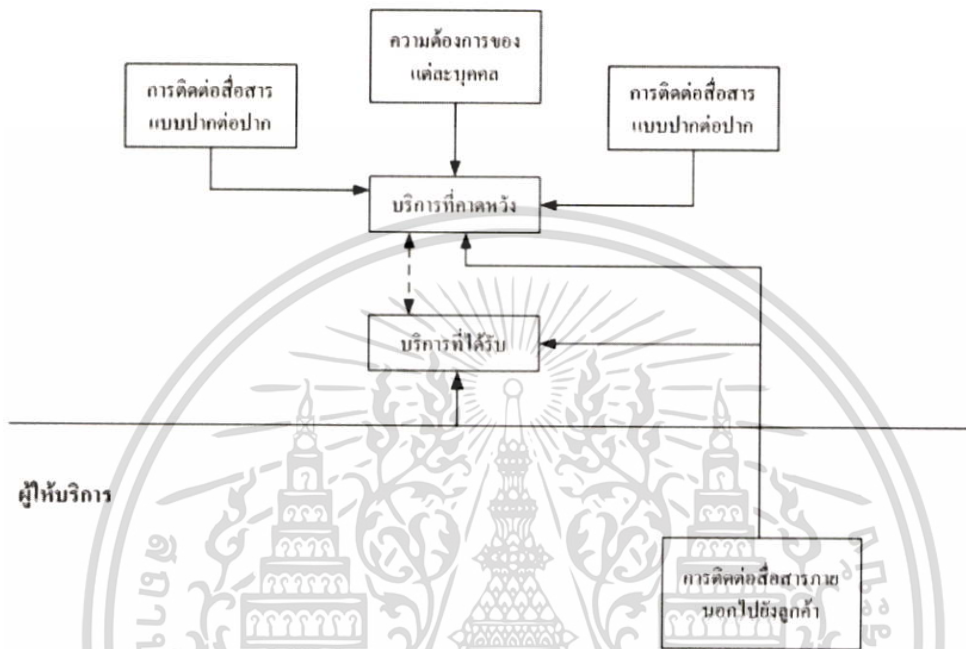 ความต้องการของ
แต่ละบุคคล
การติดต่อสื่อสาร
แบบปากต่อปาก
การติดต่อสื่อสาร
แบบปากต่อปาก
บริการที่คาดหวัง
บริการที่ได้รับ
ผู้ให้บริการ
การติดต่อสื่อสารภาย
นอกไปยังลูกค้า